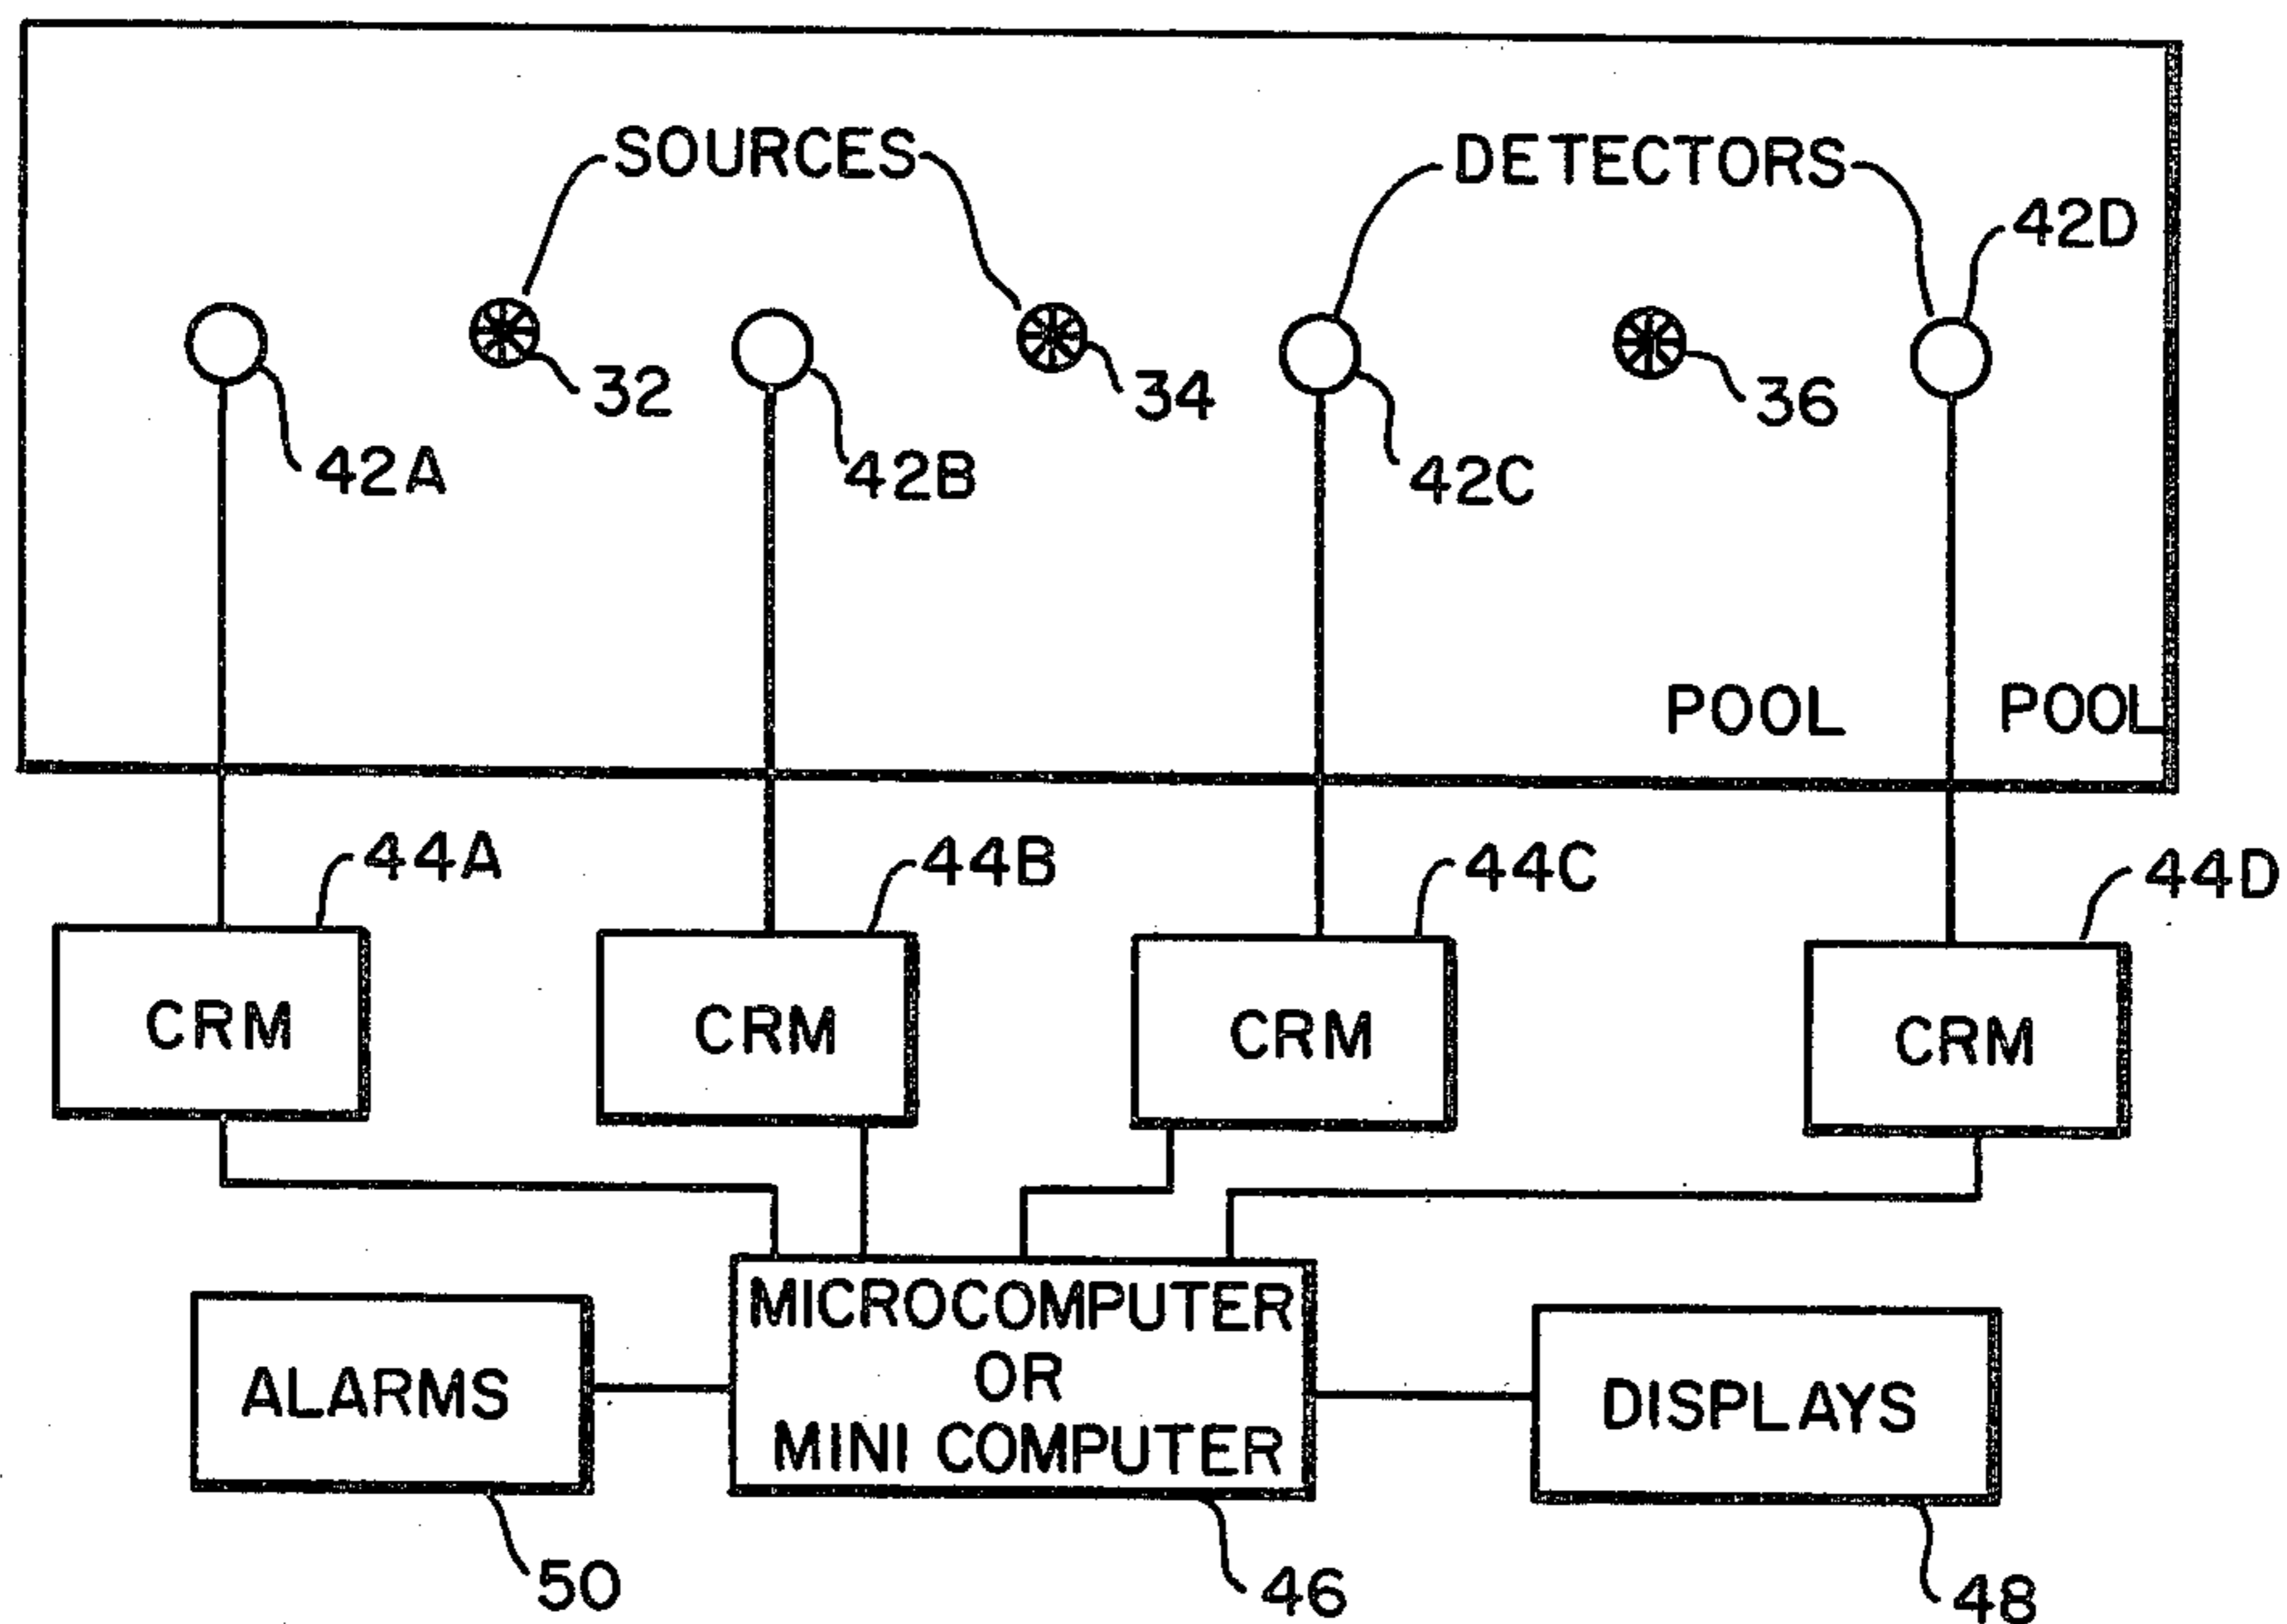 SOURCES
DETECTORS
42D
32
34
36
42A
42B
42C
POOL
POOL
44A
44B
44C
44D
CRM
CRM
CRM
CRM
MICROCOMPUTER
OR
MINI COMPUTER
ALARMS
DISPLAYS
50
46
48